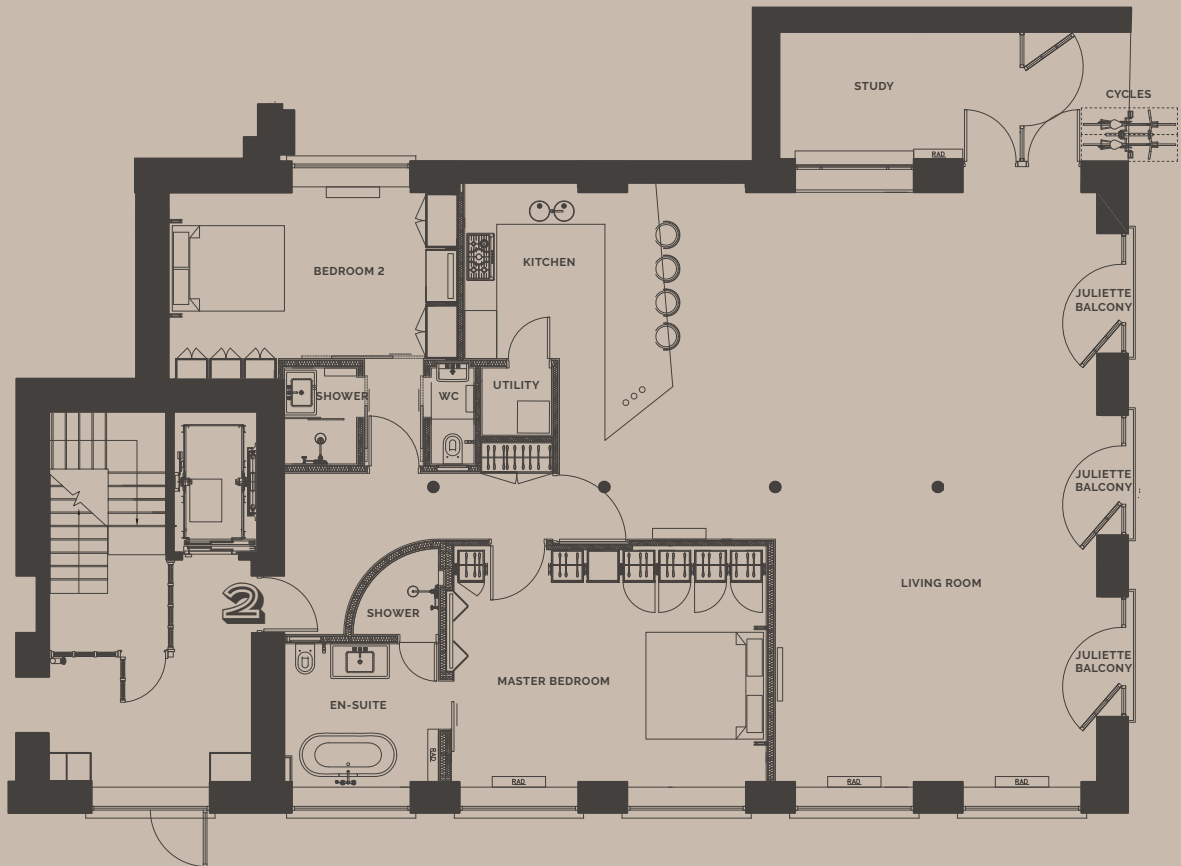 STUDY
CYCLES
RAD
BEDROOM 2
KITCHEN
JULIETTE
BALCONY
SHOWER
WC
UTILITY
JULIETTE
BALCONY
2
SHOWER
LIVING ROOM
JULIETTE
BALCONY
MASTER BEDROOM
EN-SUITE
RAD
RAD
RAD
RAD